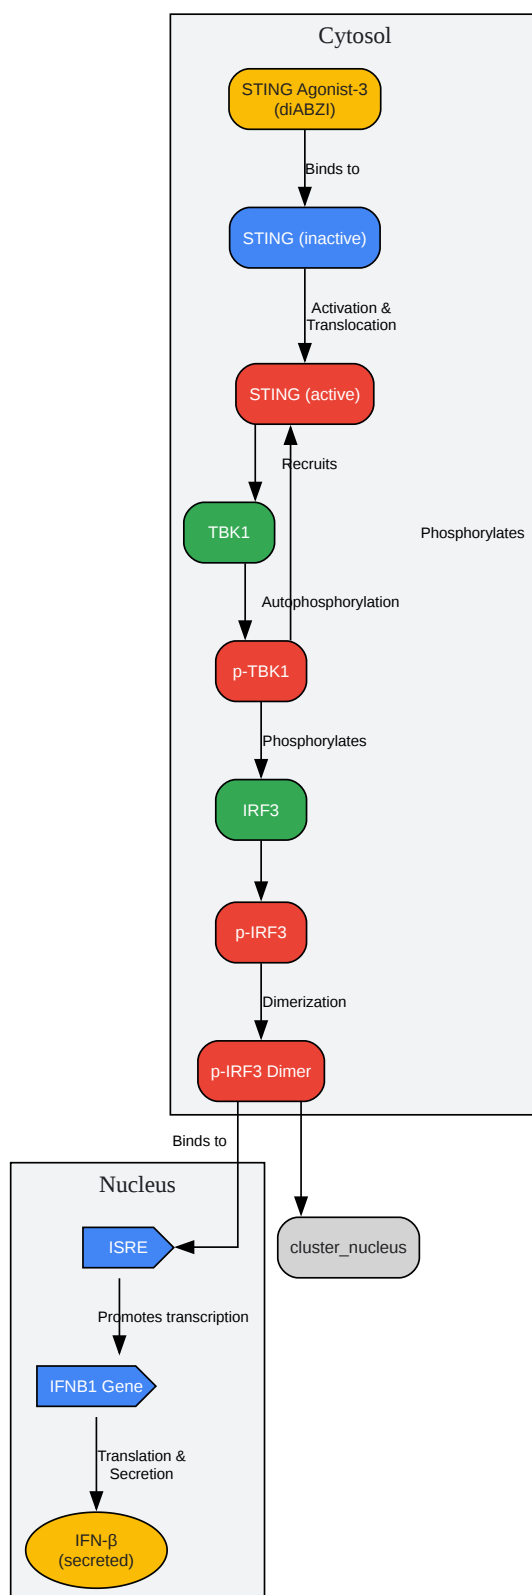 Cytosol
STING Agonist-3
(diABZI)
Binds to
STING (inactive)
Activation &
Translocation
STING (active)
Recruits
TBK1
Phosphorylates
Autophosphorylation
p-TBK1
Phosphorylates
IRF3
p-IRF3
Dimerization
p-IRF3 Dimer
Binds to
Nucleus
ISRE
cluster_nucleus
Promotes transcription
IFNB1 Gene
Translation &
Secretion
IFN-β
(secreted)